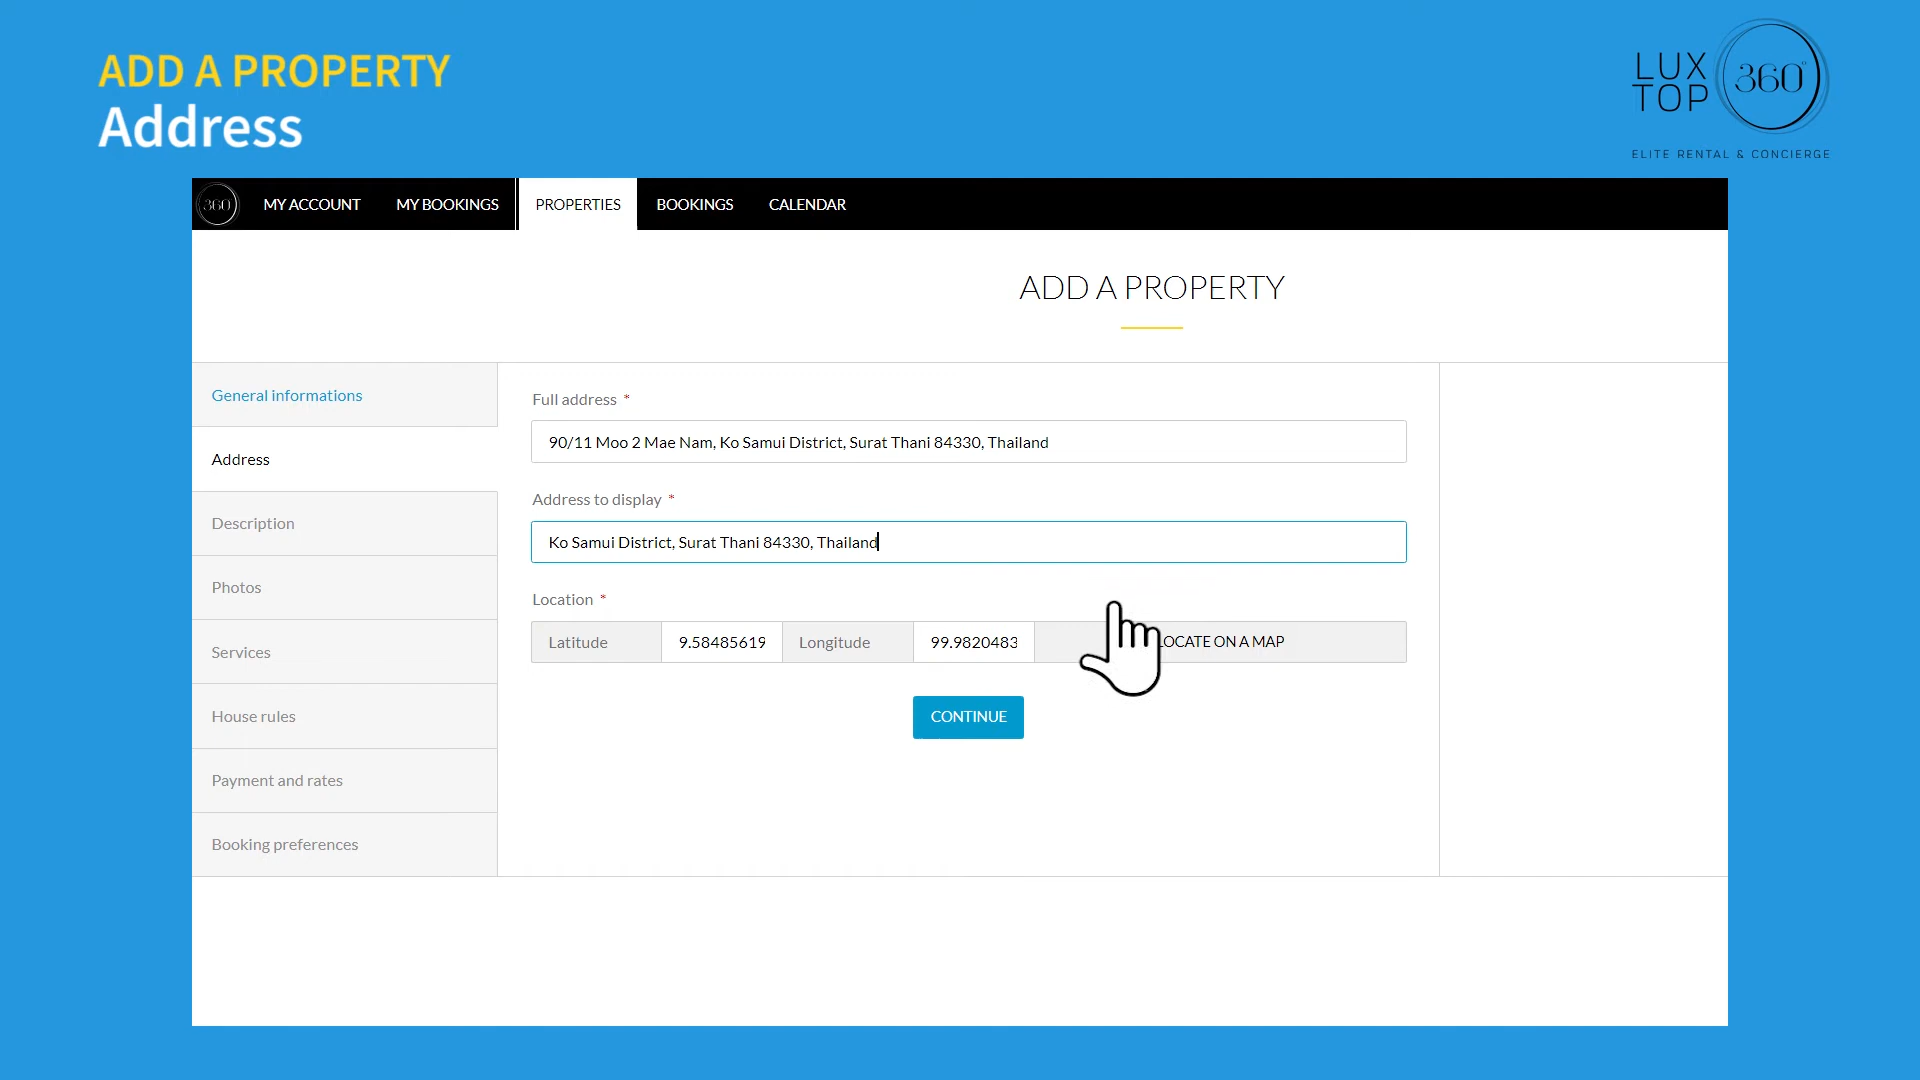 ADD A PROPERTY
Address
LUX
TOP
360°
ELITE RENTAL & CONCIERGE
360 MY ACCOUNT MY BOOKINGS PROPERTIES BOOKINGS CALENDAR
ADD A PROPERTY
General informations
Address
Description
Photos
Services
House rules
Payment and rates
Booking preferences
Full address *
90/11 Moo 2 Mae Nam, Ko Samui District, Surat Thani 84330, Thailand
Address to display *
Ko Samui District, Surat Thani 84330, Thailand
Location *
Latitude 9.58485619 Longitude 99.9820483 OCATE ON A MAP
CONTINUE